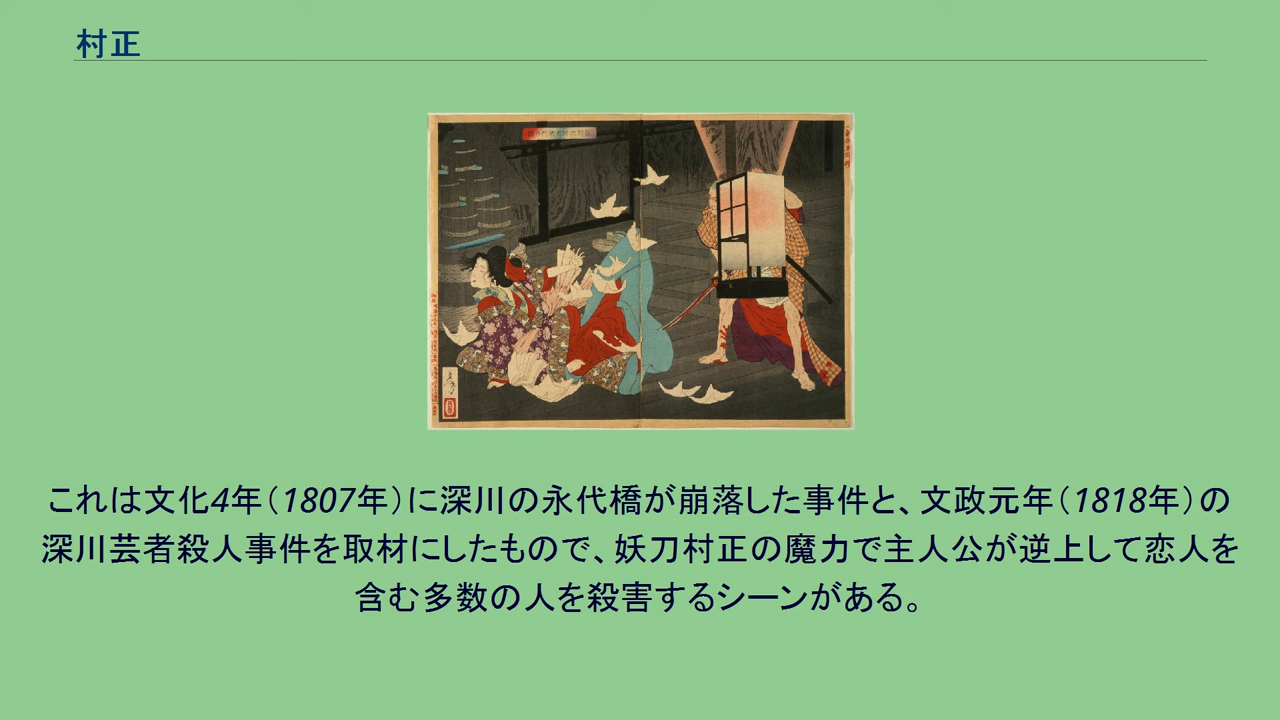 村正
これは文化4年（1807年）に深川の永代橋が崩落した事件と、文政元年（1818年）の
深川芸者殺人事件を取材にしたもので、妖刀村正の魔力で主人公が逆上して恋人を
含む多数の人を殺害するシーンがある。